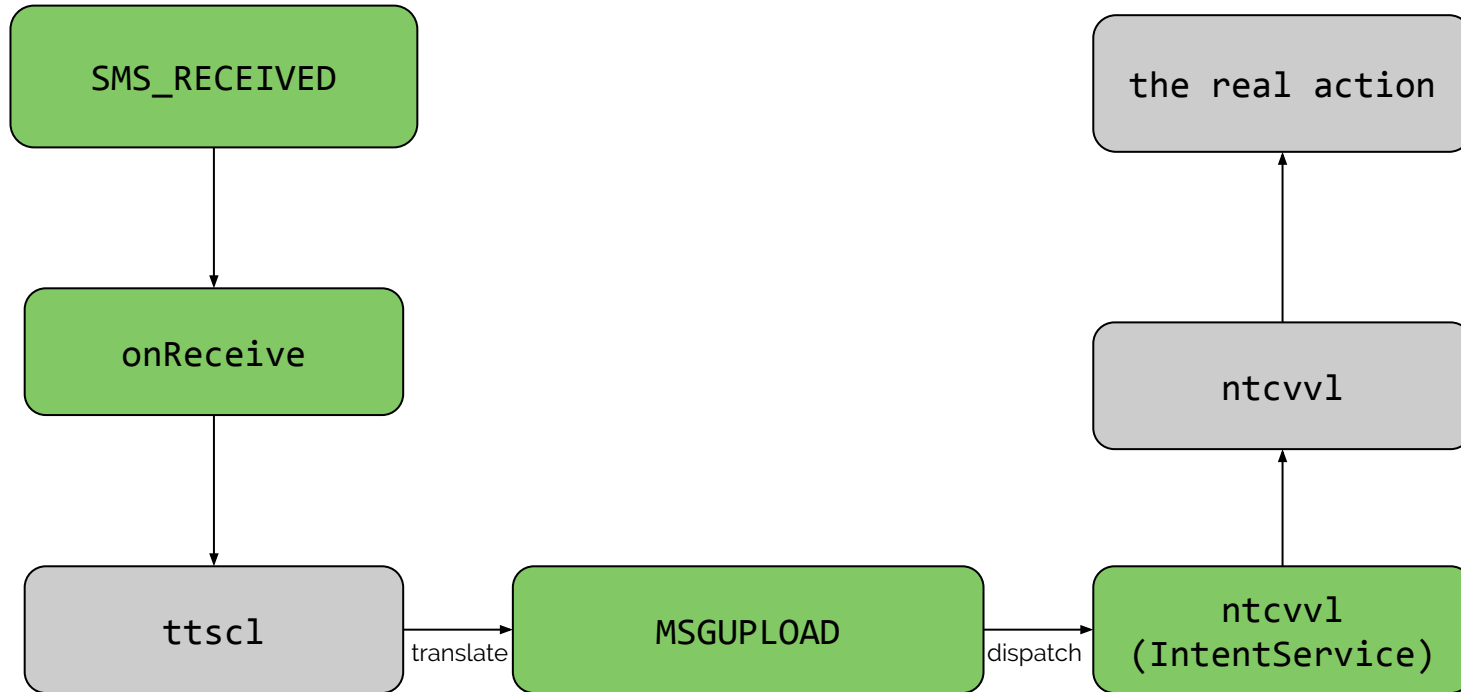 SMS_RECEIVED
onReceive
ttscl
translate
MSGUPLOAD
dispatch
ntcvvl
(IntentService)
ntcvvl
the real action